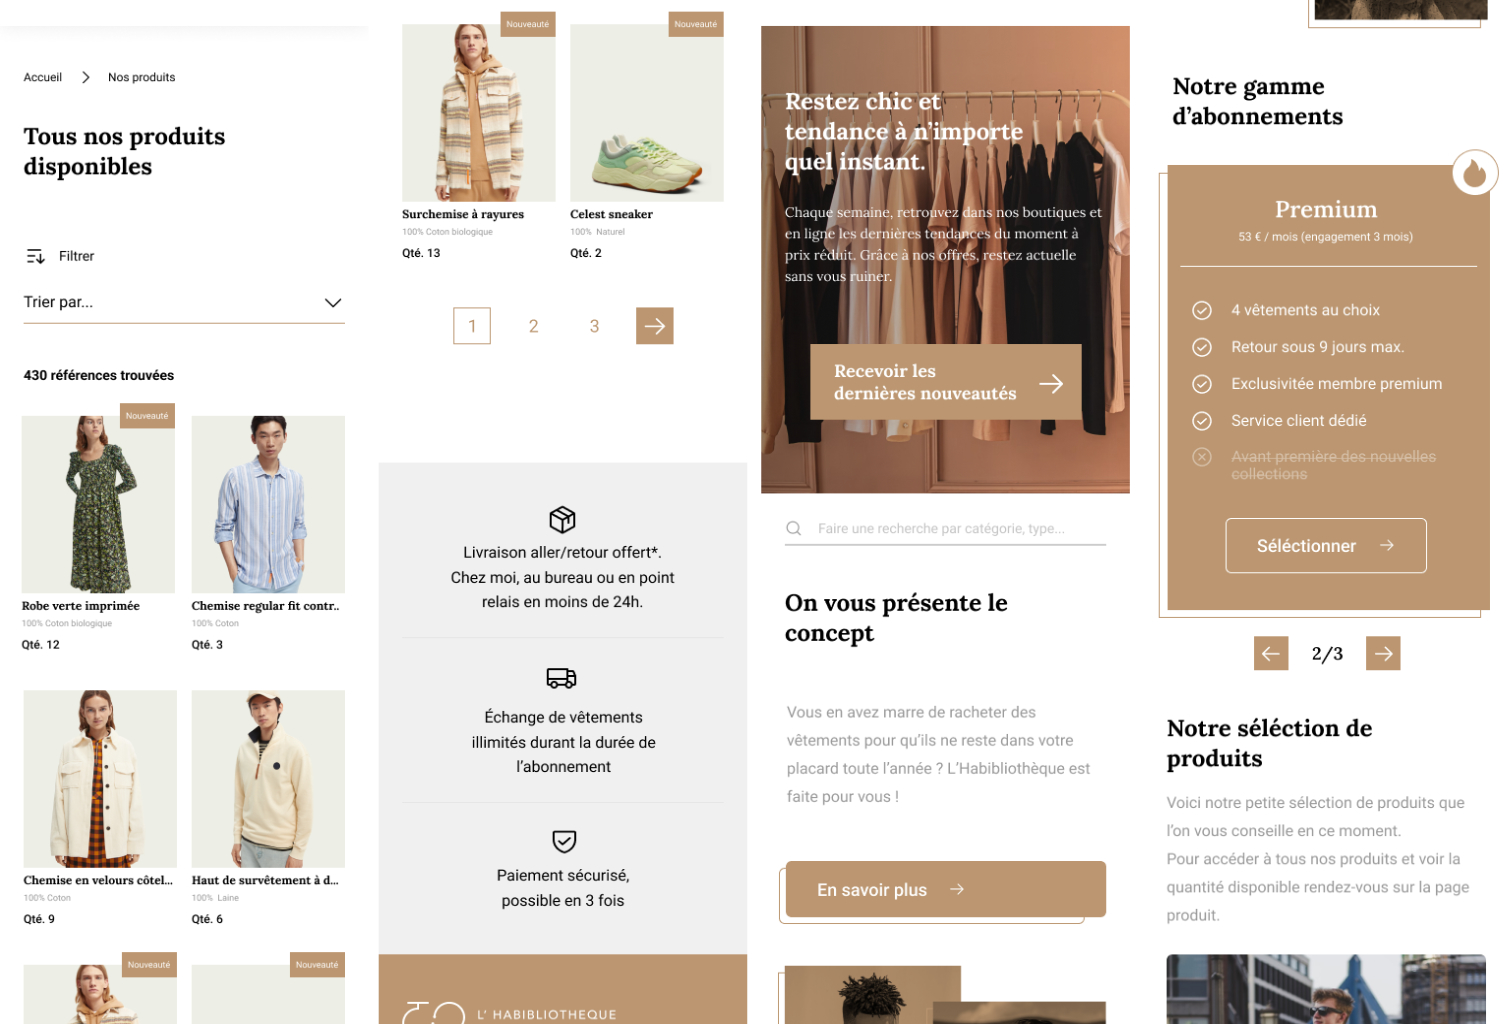 Accueil
Nos produits
Tous nos produits
disponibles
Filtrer
Trier par...
430 références trouvées
Nouveauté
Robe verte imprimée
100% Coton biologique
Qté. 12
Chemise regular fit contr..
100% Coton
Qté. 3
Chemise en velours côtel...
100% Coton
Qté. 9
Haut de survêtement à d...
100% Laine
Qté. 6
Nouveauté
Nouveauté
Nouveauté
Nouveauté
Surchemise à rayures
100% Coton biologique
Qté. 13
Celest sneaker
100% Naturel
Qté. 2
1
2
3
Livraison aller/retour offert*.
Chez moi, au bureau ou en point
relais en moins de 24h.
Échange de vêtements
illimités durant la durée de
l’abonnement
Paiement sécurisé,
possible en 3 fois
L’ HABIBLIOTHEQUE
Restez chic et
tendance à n’importe
quel instant.
Chaque semaine, retrouvez dans nos boutiques et
en ligne les dernières tendances du moment à
prix réduit. Grâce à nos offres, restez actuelle
sans vous ruiner.
Recevoir les
dernières nouveautés
Faire une recherche par catégorie, type...
On vous présente le
concept
Vous en avez marre de racheter des
vêtements pour qu’ils ne reste dans votre
placard toute l’année ? L’Habibliothèque est
faite pour vous !
En savoir plus
Notre gamme
d’abonnements
Premium
53 € / mois (engagement 3 mois)
4 vêtements au choix
Retour sous 9 jours max.
Exclusivitée membre premium
Service client dédié
Avant première des nouvelles
collections
Séléctionner
2/3
Notre séléction de
produits
Voici notre petite sélection de produits que
l’on vous conseille en ce moment.
Pour accéder à tous nos produits et voir la
quantité disponible rendez-vous sur la page
produit.